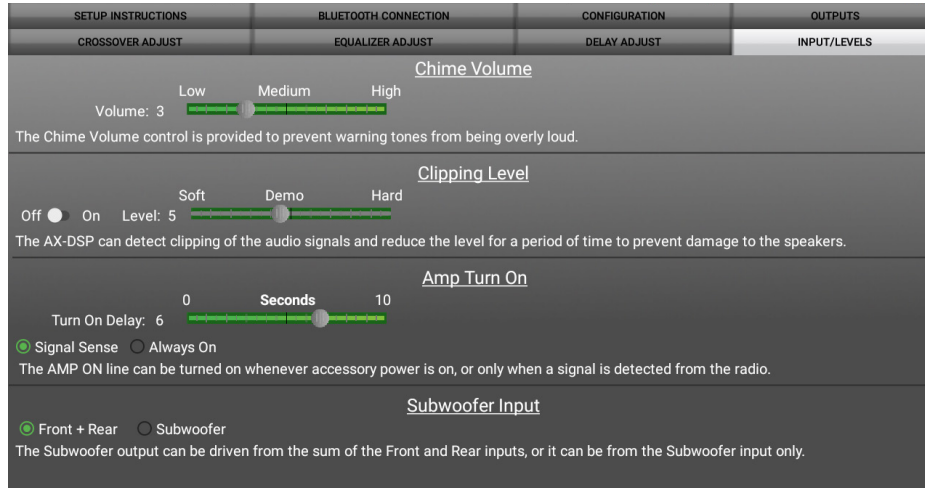 SETUP INSTRUCTIONS BLUETOOTH CONNECTION CONFIGURATION OUTPUTS
CROSSOVER ADJUST EQUALIZER ADJUST DELAY ADJUST INPUT/LEVELS
Chime Volume
Low Medium High
Volume: 3
The Chime Volume control is provided to prevent warning tones from being overly loud.
Clipping Level
Soft Demo Hard
Off On Level: 5
The AX-DSP can detect clipping of the audio signals and reduce the level for a period of time to prevent damage to the speakers.
Amp Turn On
0 Seconds 10
Turn On Delay: 6
Signal Sense Always On
The AMP ON line can be turned on whenever accessory power is on, or only when a signal is detected from the radio.
Subwoofer Input
Front + Rear Subwoofer
The Subwoofer output can be driven from the sum of the Front and Rear inputs, or it can be from the Subwoofer input only.